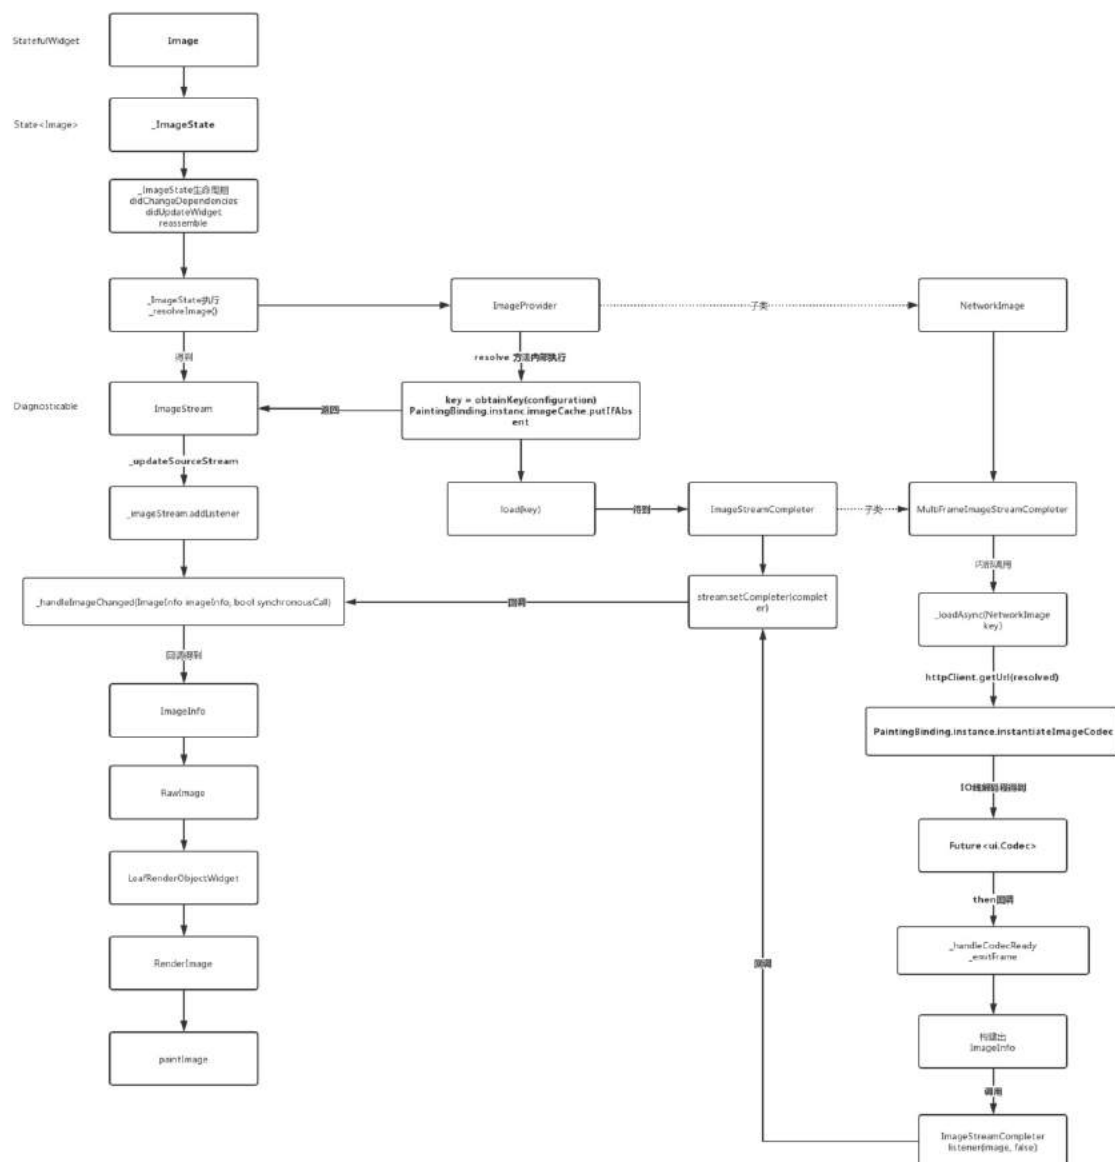 StatefulWidget
Image
State<Image>
_ImageState
_ImageState生命周期
didChangeDependencies
didUpdateWidget
reassemble
_ImageState执行
_resolveImage()
ImageProvider
子类
NetworkImage
得到
resolve 方法内部执行
Diagnosticable
ImageStream
返回
key = obtainKey(configuration)
PaintingBinding.instanc.imageCache.putIfAbs
ent
_updateSourceStream
_imageStream.addListener
load(key)
得到
ImageStreamCompleter
子类
MultiFrameImageStreamCompleter
内部调用
_handleImageChanged(ImageInfo imageInfo, bool synchronousCall)
回调
stream.setCompleter(complet
er)
_loadAsync(NetworkImage
key)
回调得到
httpClient.getUrl(resolved)
ImageInfo
PaintingBinding.instance.instantiateImageCodec
RawImage
IO线程处理得到
LeafRenderObjectWidget
Future<ui.Codec>
then回调
RenderImage
_handleCodecReady
_emitFrame
回调
paintImage
构建出
ImageInfo
调用
ImageStreamCompleter
listener(image, false)